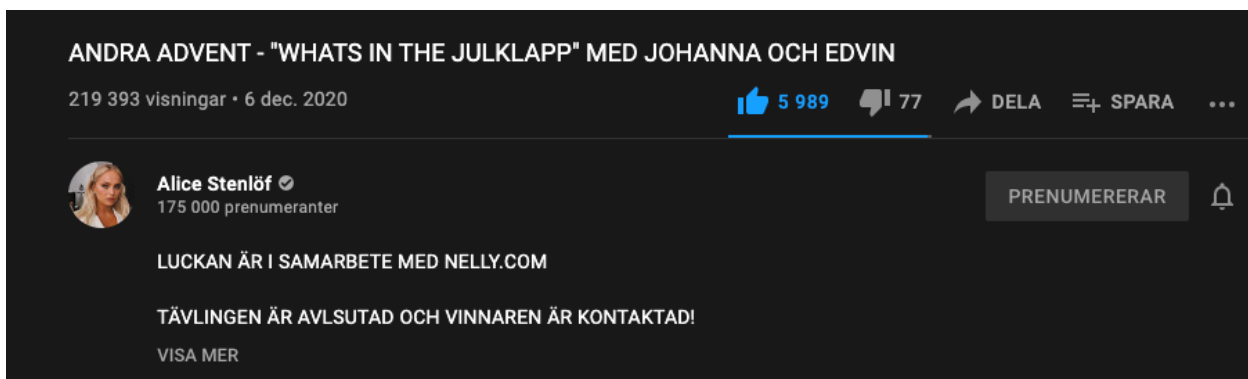 ANDRA ADVENT - "WHATS IN THE JULKLAPP" MED JOHANNA OCH EDVIN
219 393 visningar • 6 dec. 2020
5 989 77 DELA SPARA
Alice Stenlöf
175 000 prenumeranter
PRENUMERERAR
LUCKAN ÄR I SAMARBETE MED NELLY.COM
TÄVLINGEN ÄR AVLSUTAD OCH VINNAREN ÄR KONTAKTAD!
VISA MER